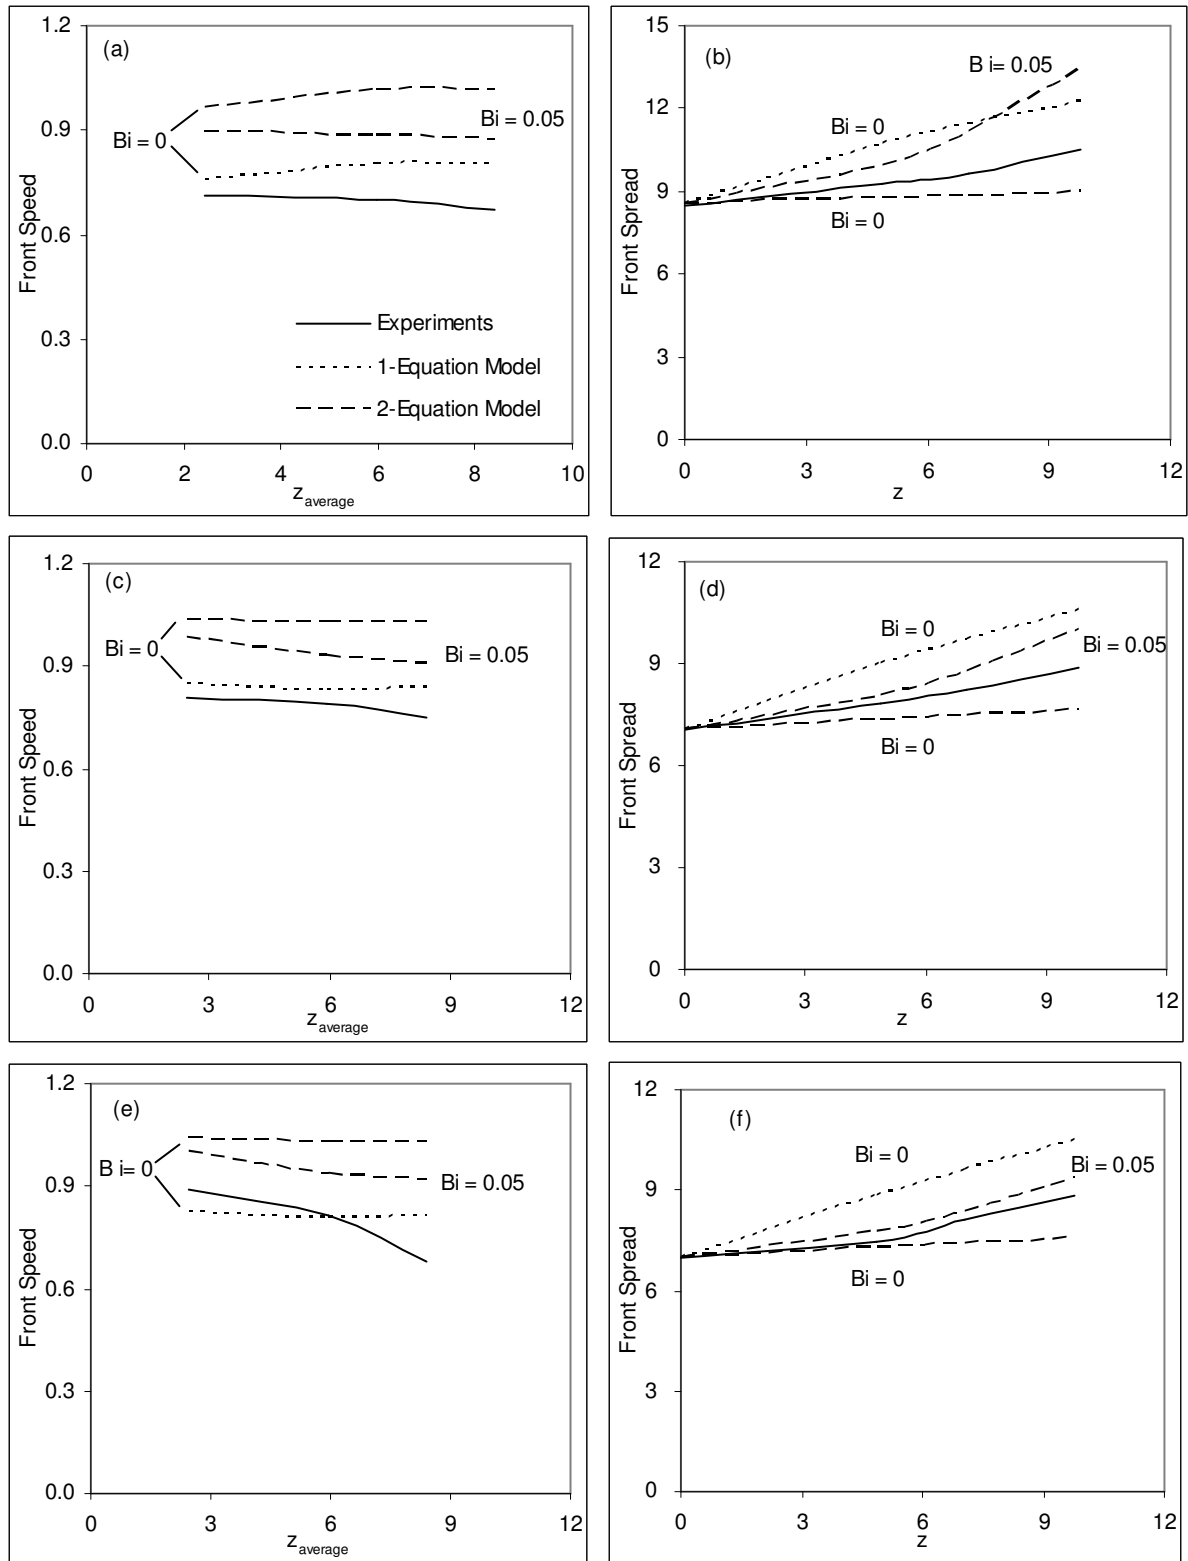 (a)
1.2
0.9
0.6
0.3
0.0
Front Speed
Bi = 0
Bi = 0.05
Experiments
1-Equation Model
2-Equation Model
0 2 4 6 8 10
z average
(b)
15
12
9
6
3
0
Front Spread
B i= 0.05
Bi = 0
Bi = 0
0 3 6 9 12
z
(c)
1.2
0.9
0.6
0.3
0.0
Front Speed
Bi = 0
Bi = 0.05
0 3 6 9 12
z average
(d)
12
9
6
3
0
Front Spread
Bi = 0
Bi = 0.05
Bi = 0
0 3 6 9 12
z
(e)
1.2
0.9
0.6
0.3
0.0
Front Speed
B i= 0
Bi = 0.05
0 3 6 9 12
z average
(f)
12
9
6
3
0
Front Spread
Bi = 0
Bi = 0.05
Bi = 0
0 3 6 9 12
z